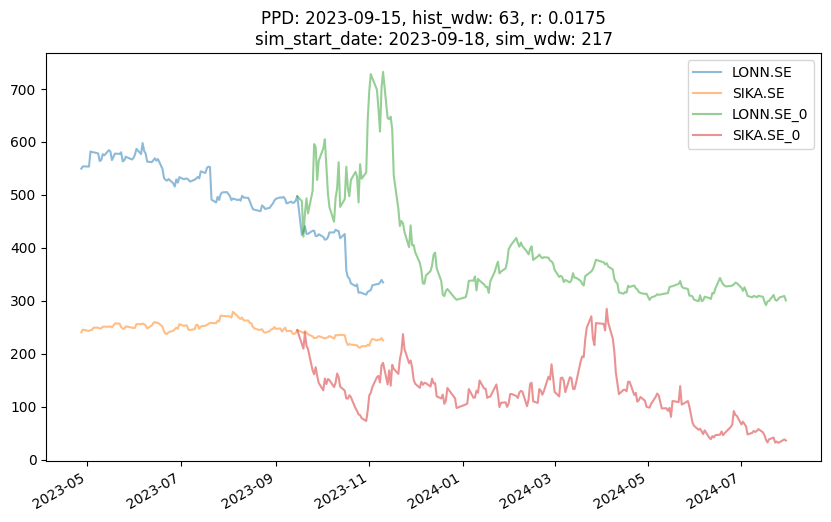 PPD: 2023-09-15, hist_wdw: 63, r: 0.0175
sim_start_date: 2023-09-18, sim_wdw: 217
LONN.SE
SIKA.SE
LONN.SE_0
SIKA.SE_0
700
600
500
400
300
200
100
0
2023-05
2023-07
2023-09
2023-11
2024-01
2024-03
2024-05
2024-07